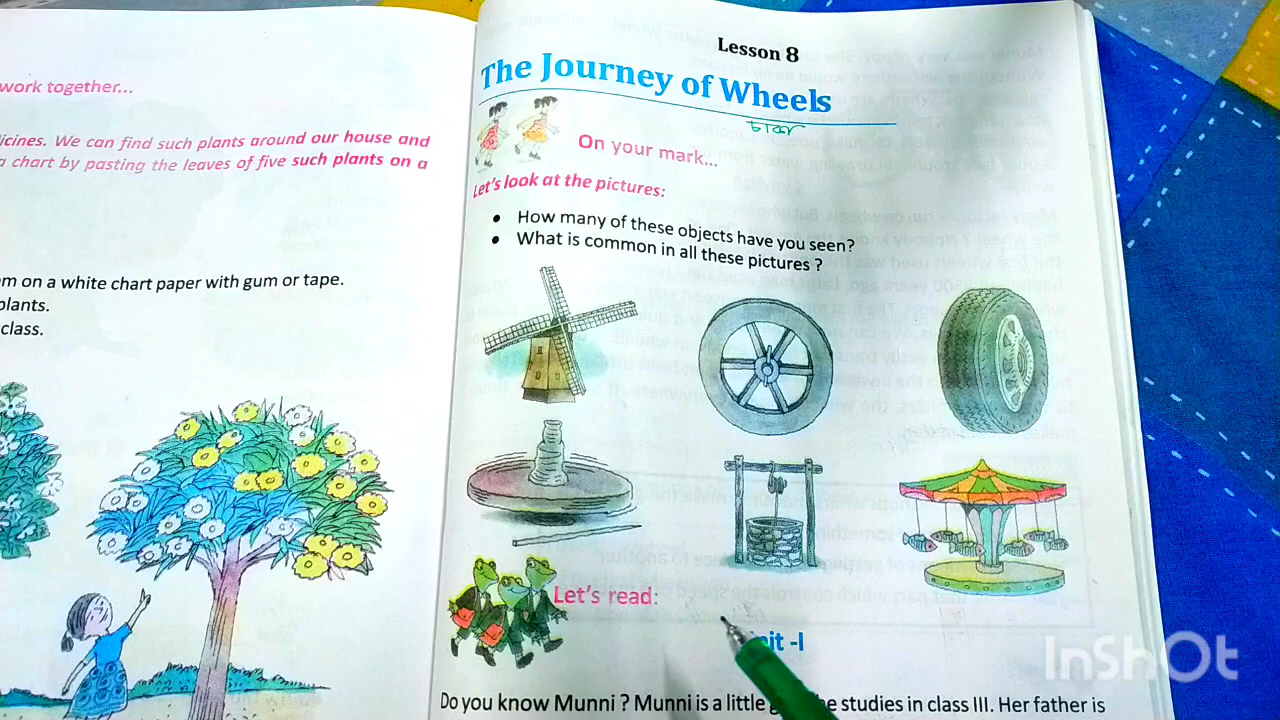 work together...
icines. We can find such plants around our house and
a chart by pasting the leaves of five such plants on a
m on a white chart paper with gum or tape.
plants.
class.
Lesson 8
The Journey of Wheels
On your mark...
Let's look at the pictures:
• How many of these objects have you seen?
• What is common in all these pictures ?
Let's read:
-I
Do you know Munni ? Munni is a little studies in class III. Her father is
InShOt